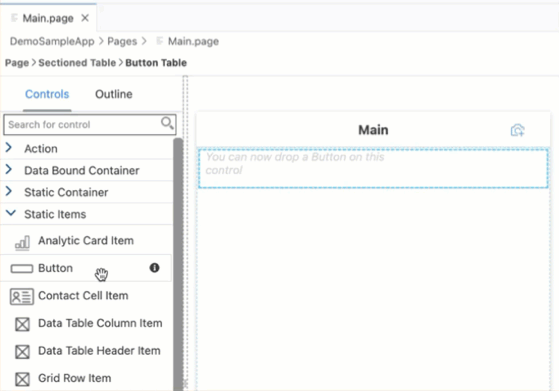 Main.page ×
DemoSampleApp > Pages > Main.page
Page > Sectioned Table > Button Table
Controls Outline
Search for control
Action
Data Bound Container
Static Container
Static Items
Analytic Card Item
Button
Contact Cell Item
Data Table Column Item
Data Table Header Item
Grid Row Item
Main
You can now drop a Button on this
control